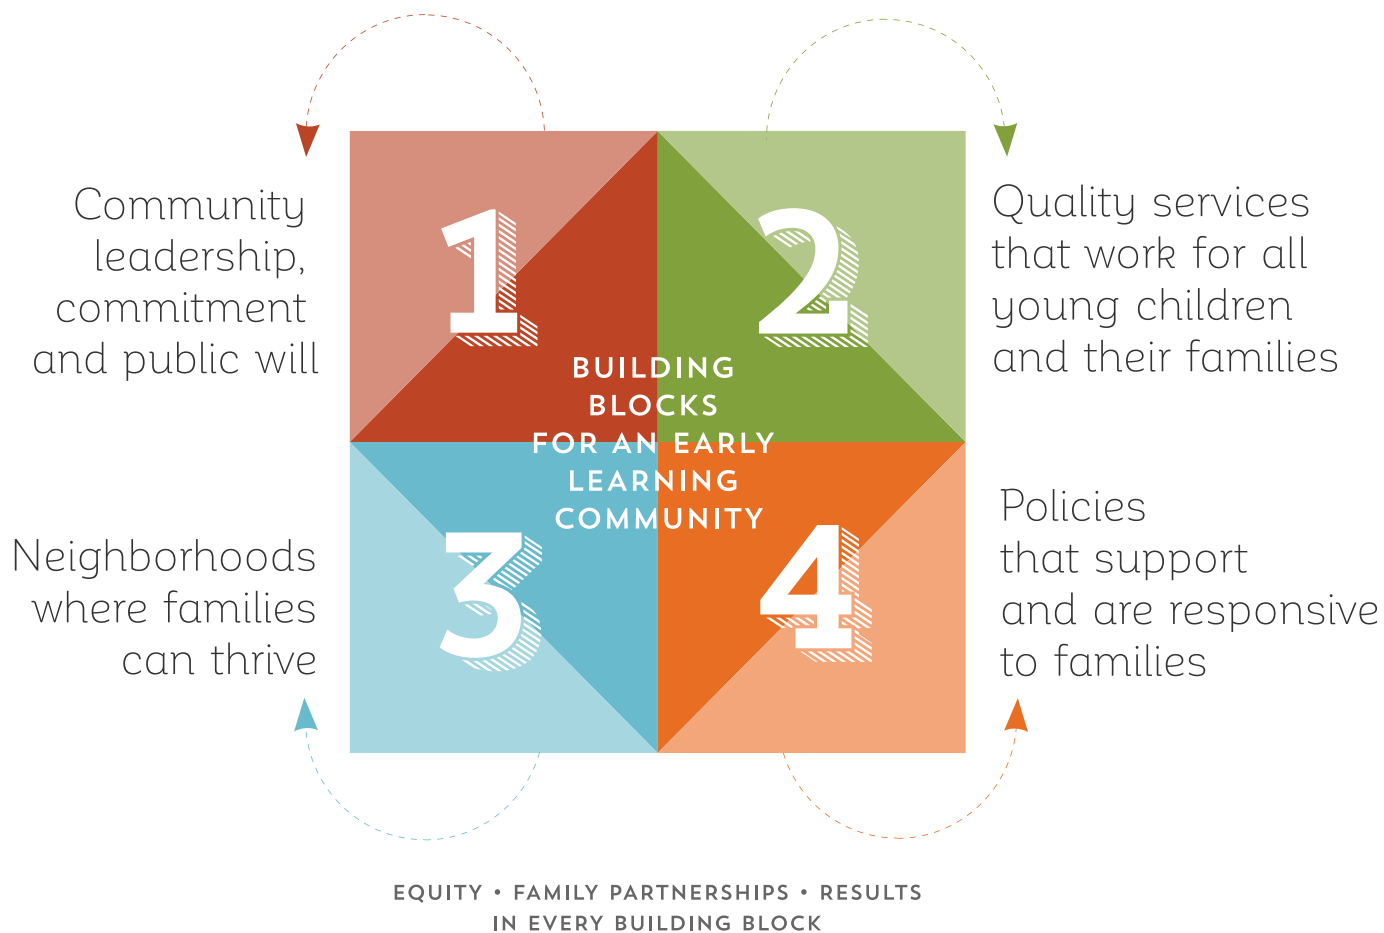 1
Community
leadership,
commitment
and public will
2
Quality services
that work for all
young children
and their families
BUILDING
BLOCKS
FOR AN EARLY
LEARNING
COMMUNITY
3
Neighborhoods
where families
can thrive
4
Policies
that support
and are responsive
to families
EQUITY • FAMILY PARTNERSHIPS • RESULTS
IN EVERY BUILDING BLOCK